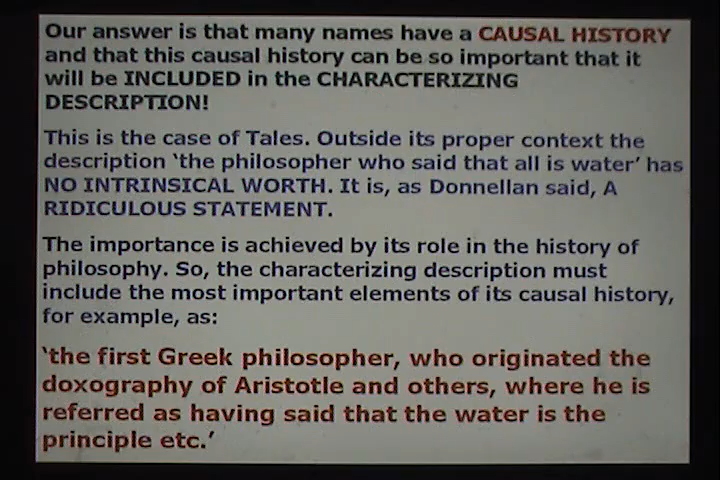 Our answer is that many names have a CAUSAL HISTORY
and that this causal history can be so important that it
will be INCLUDED in the CHARACTERIZING
DESCRIPTION!
This is the case of Tales. Outside its proper context the
description ‘the philosopher who said that all is water’ has
NO INTRINSICAL WORTH. It is, as Donnellan said, A
RIDICULOUS STATEMENT.
The importance is achieved by its role in the history of
philosophy. So, the characterizing description must
include the most important elements of its causal history,
for example, as:
‘the first Greek philosopher, who originated the
doxography of Aristotle and others, where he is
referred as having said that the water is the
principle etc.’